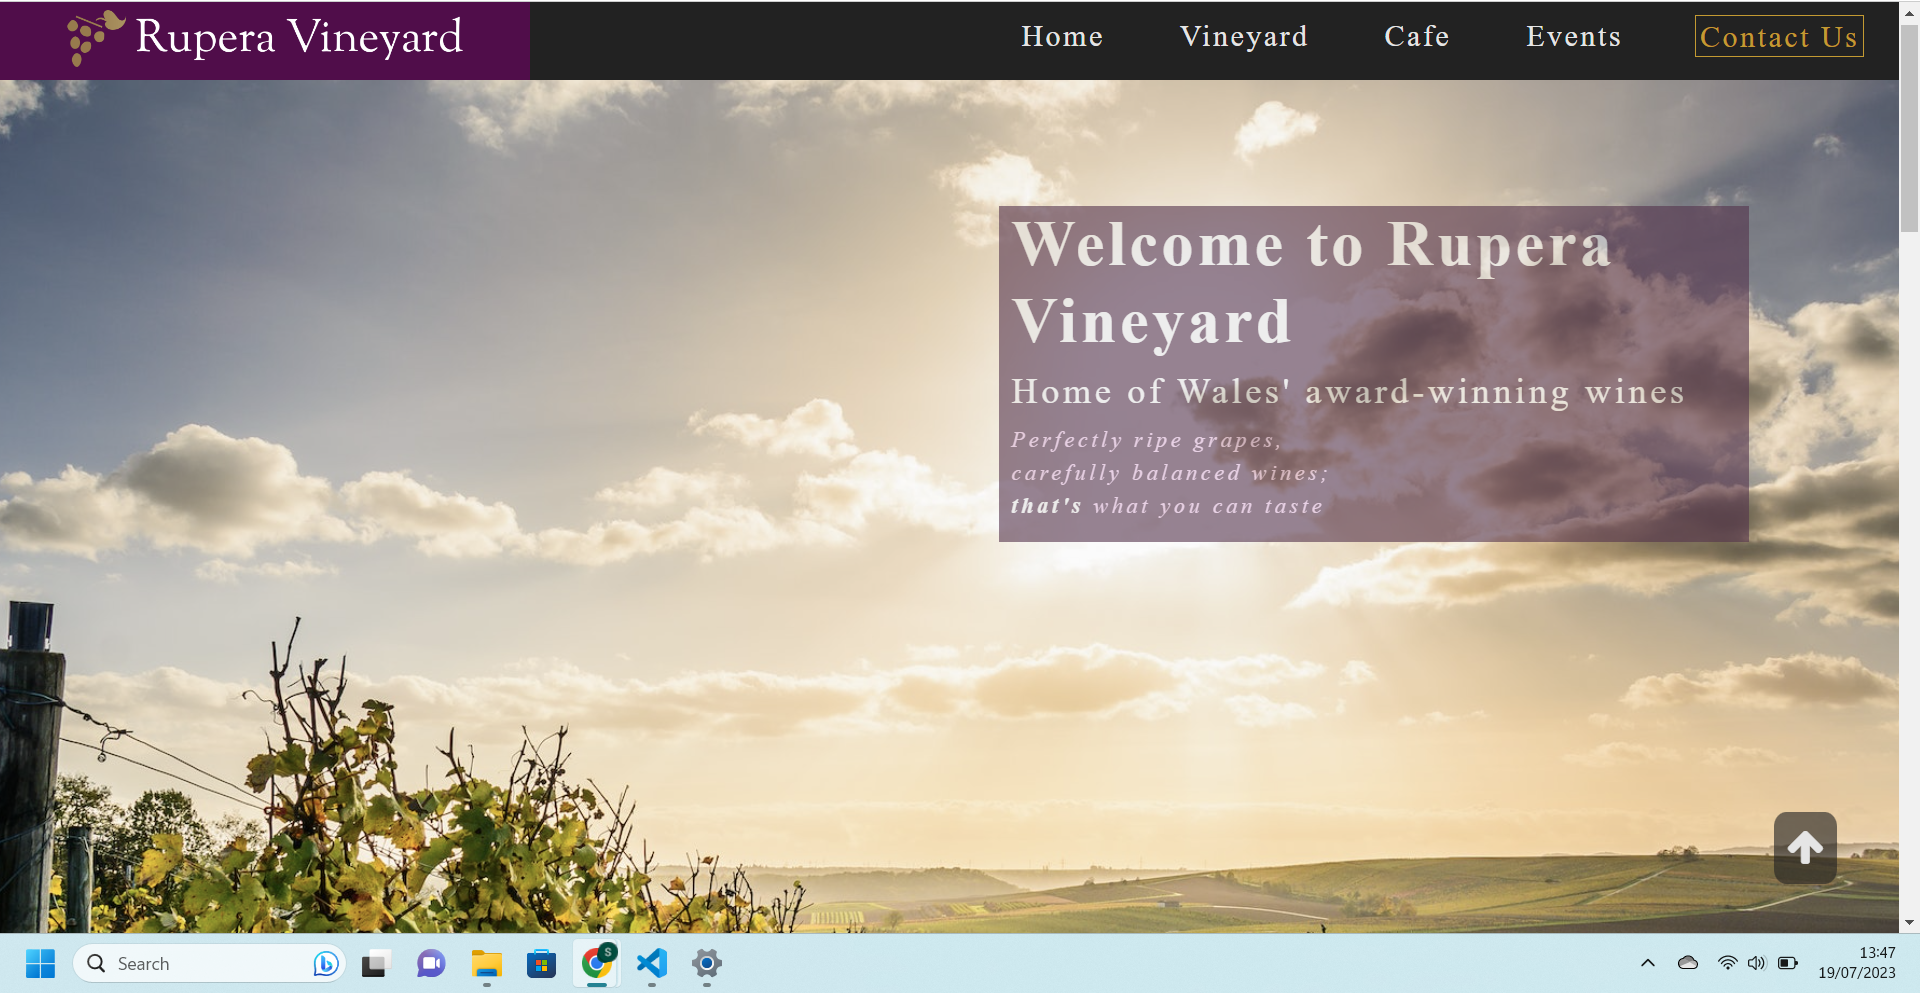 Rupera Vineyard
Home Vineyard Cafe Events Contact Us
Welcome to Rupera
Vineyard
Home of Wales' award-winning wines
Perfectly ripe grapes,
carefully balanced wines;
that's what you can taste
Search
S
13:47
19/07/2023